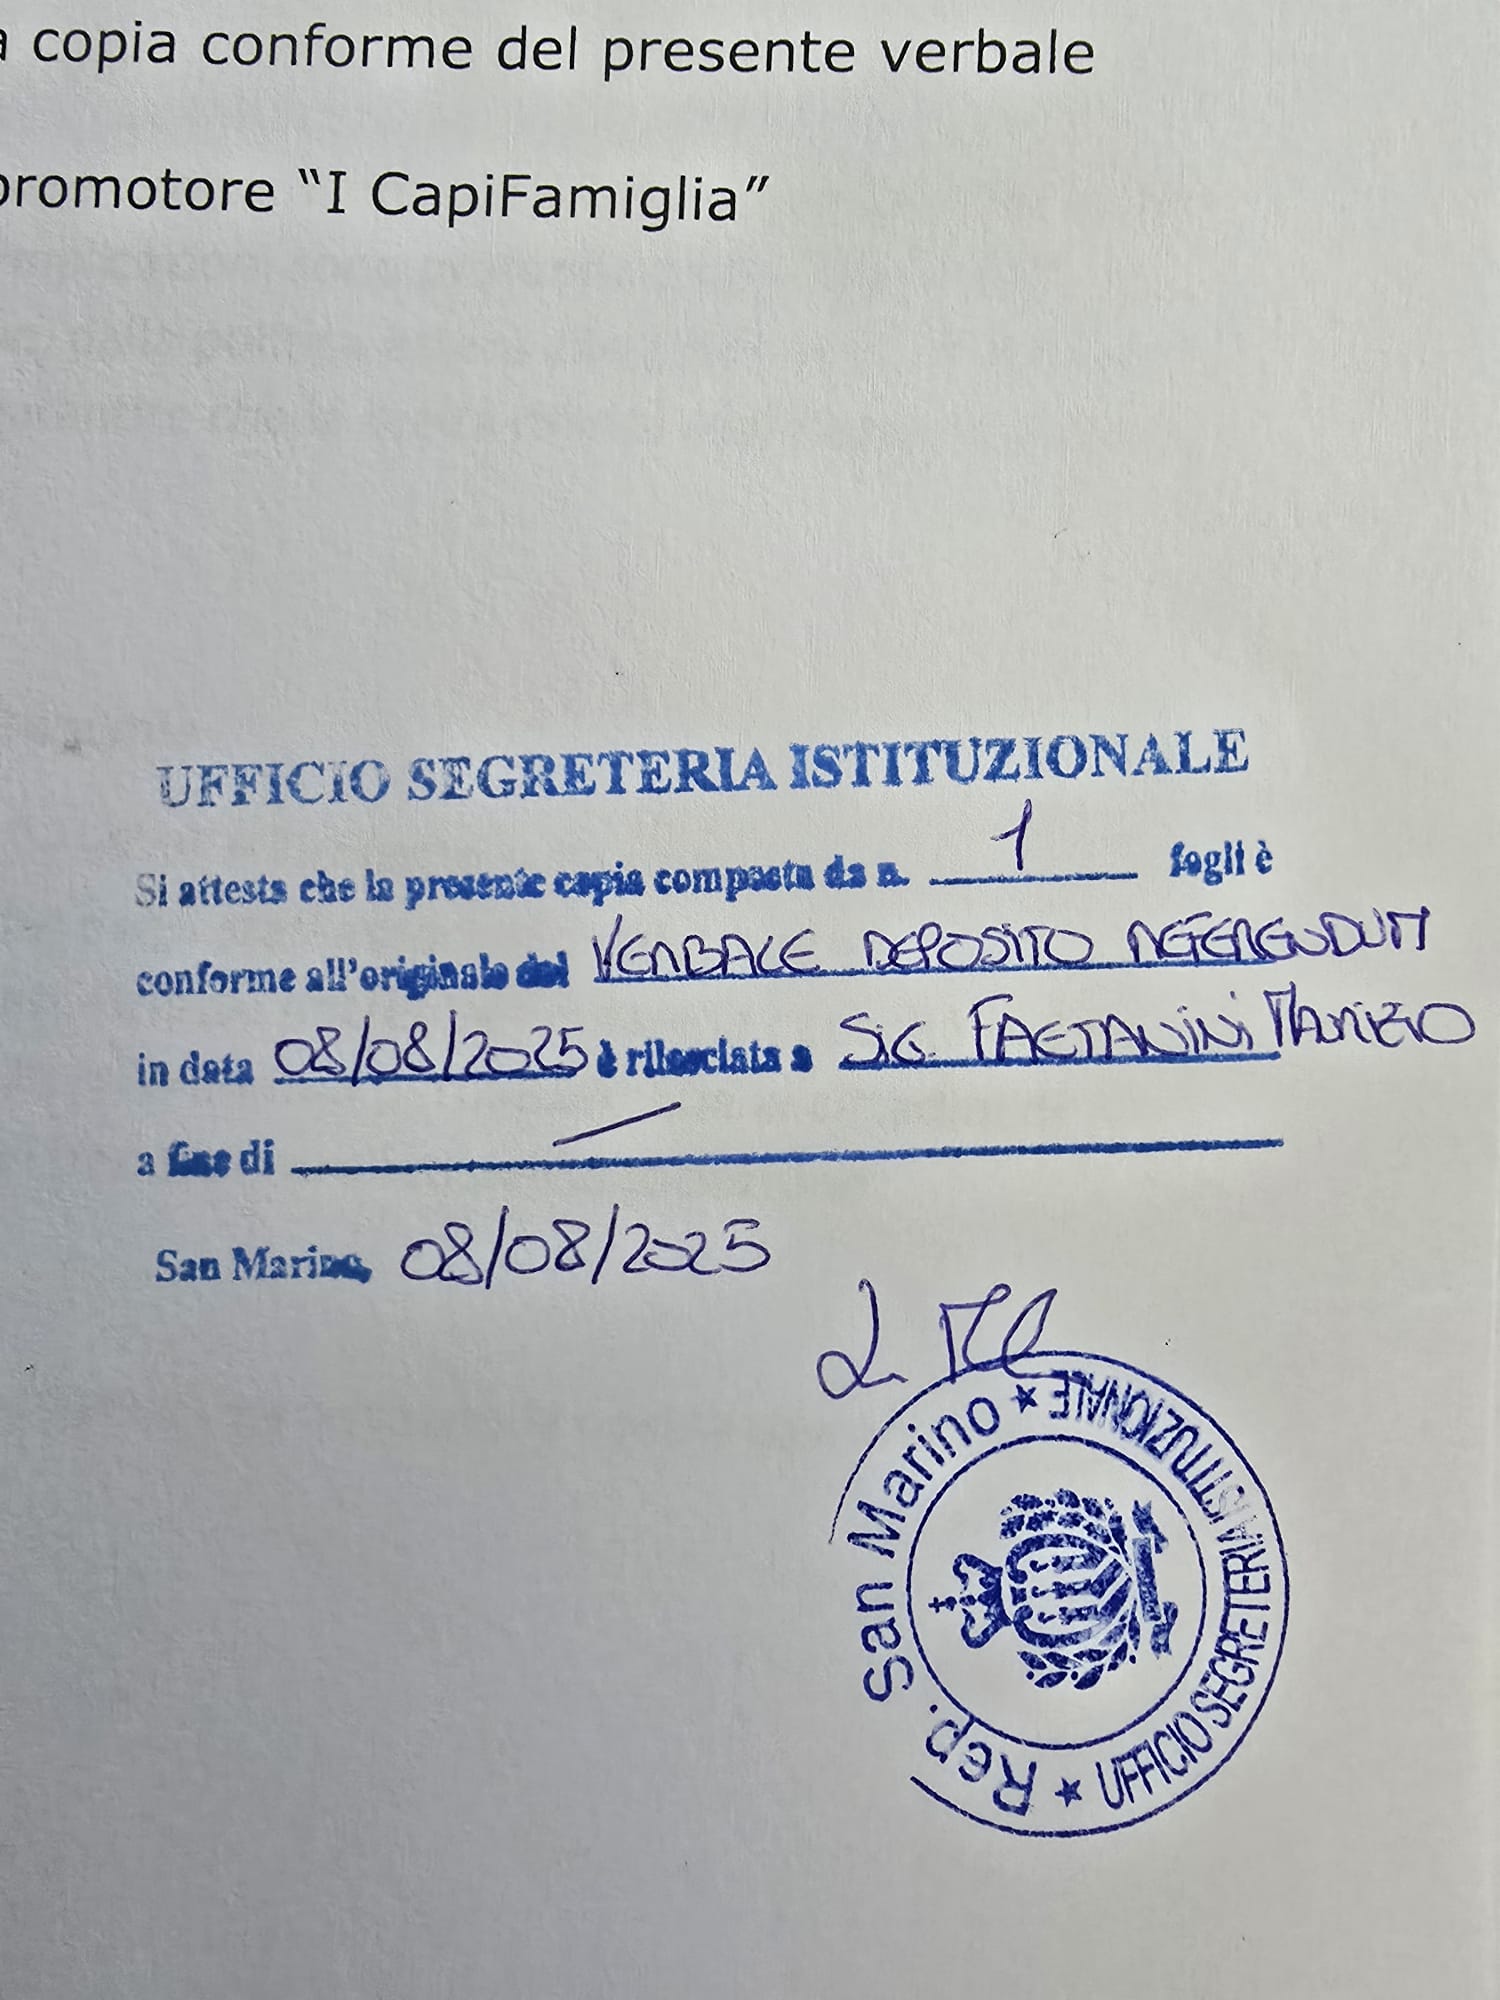 a copia conforme del presente verbale
promotore “I CapiFamiglia”
UFFICIO SEGRETERIA ISTITUZIONALE
Si attesta che la presente copia composta da n. 1 fogli è
conforme all'originale del VERBALE DEPOSITO REFERENDUM
in data 08/08/2025 è rilasciata a SIG. FAETANINI MAURIZIO
a fine di
San Marino, 08/08/2025
Rep. San Marino ★ UFFICIO SEGRETERIA ISTITUZIONALE ★